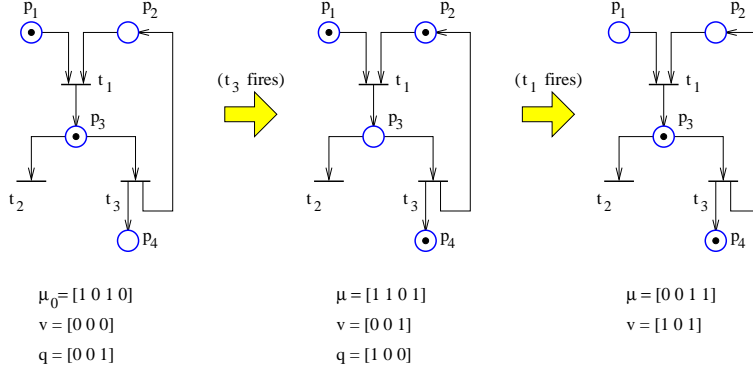 p1 p2
t1
p3
t2
t3
p4
μ0 = [1 0 1 0]
v = [0 0 0]
q = [0 0 1]
(t3 fires)
p1 p2
t1
p3
t2
t3
p4
μ = [1 1 0 1]
v = [0 0 1]
q = [1 0 0]
(t1 fires)
p1 p2
t1
p3
t2
t3
p4
μ = [0 0 1 1]
v = [1 0 1]